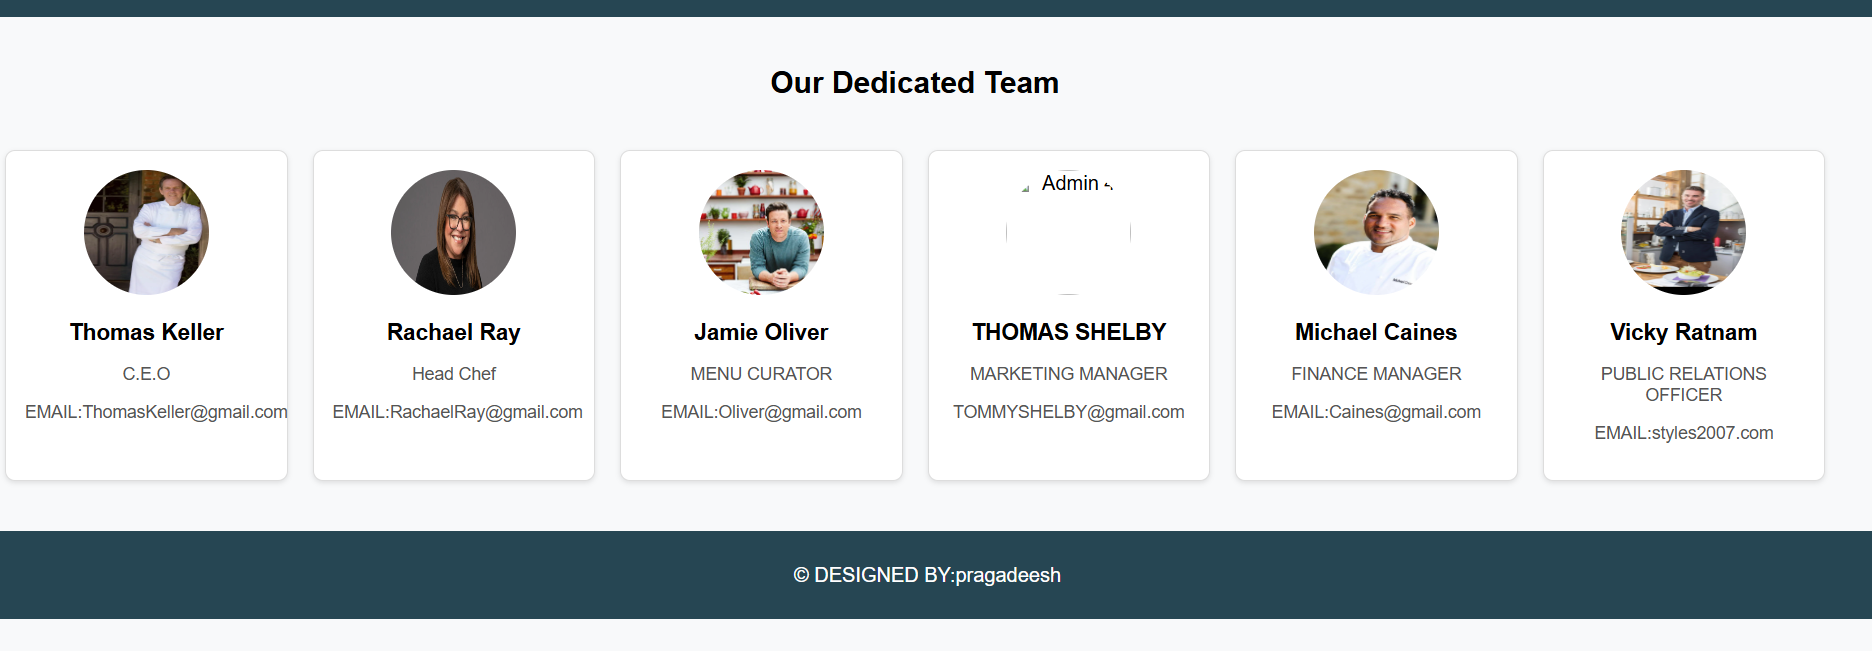 Our Dedicated Team
Admin
Thomas Keller
C.E.O
EMAIL:ThomasKeller@gmail.com
Rachael Ray
Head Chef
EMAIL:RachaelRay@gmail.com
Jamie Oliver
MENU CURATOR
EMAIL:Oliver@gmail.com
THOMAS SHELBY
MARKETING MANAGER
TOMMYSHELBY@gmail.com
Michael Caines
FINANCE MANAGER
EMAIL:Caines@gmail.com
Vicky Ratnam
PUBLIC RELATIONS
OFFICER
EMAIL:styles2007.com
© DESIGNED BY:pragadeesh